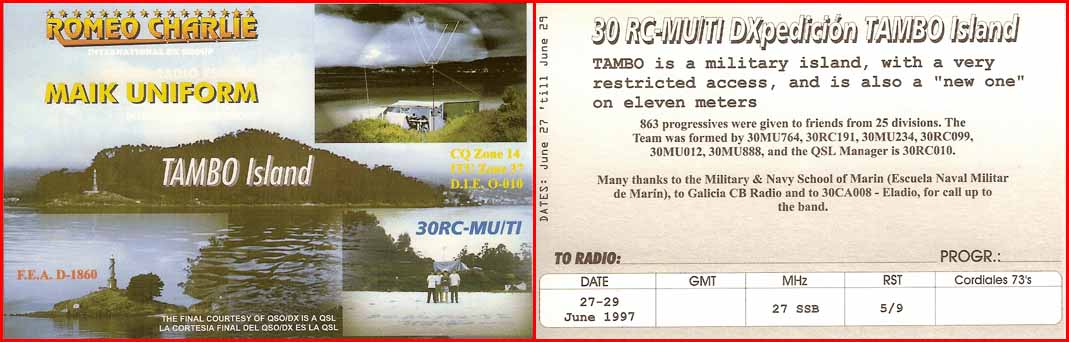 ROMEO CHARLIE
INTERNATIONAL DX GROUP
MAIK UNIFORM
TAMBO Island
CQ Zone 14
ITU Zone 37
D.I.E. O-010
30RC-MU/TI
F.E.A. D-1860
THE FINAL COURTESY OF QSO/DX IS A QSL
LA CORTESIA FINAL DEL QSO/DX ES LA QSL
DATES: June 27 'till June 29
30 RC-MU/TI DXpedición TAMBO Island
TAMBO is a military island, with a very
restricted access, and is also a "new one"
on eleven meters
863 progressives were given to friends from 25 divisions. The
Team was formed by 30MU764, 30RC191, 30MU234, 30RC099,
30MU012, 30MU888, and the QSL Manager is 30RC010.
Many thanks to the Military & Navy School of Marin (Escuela Naval Militar
de Marín), to Galicia CB Radio and to 30CA008 - Eladio, for call up to
the band.
TO RADIO: PROGR.:
DATE GMT MHz RST Cordiales 73's
27-29
June 1997 27 SSB 5/9